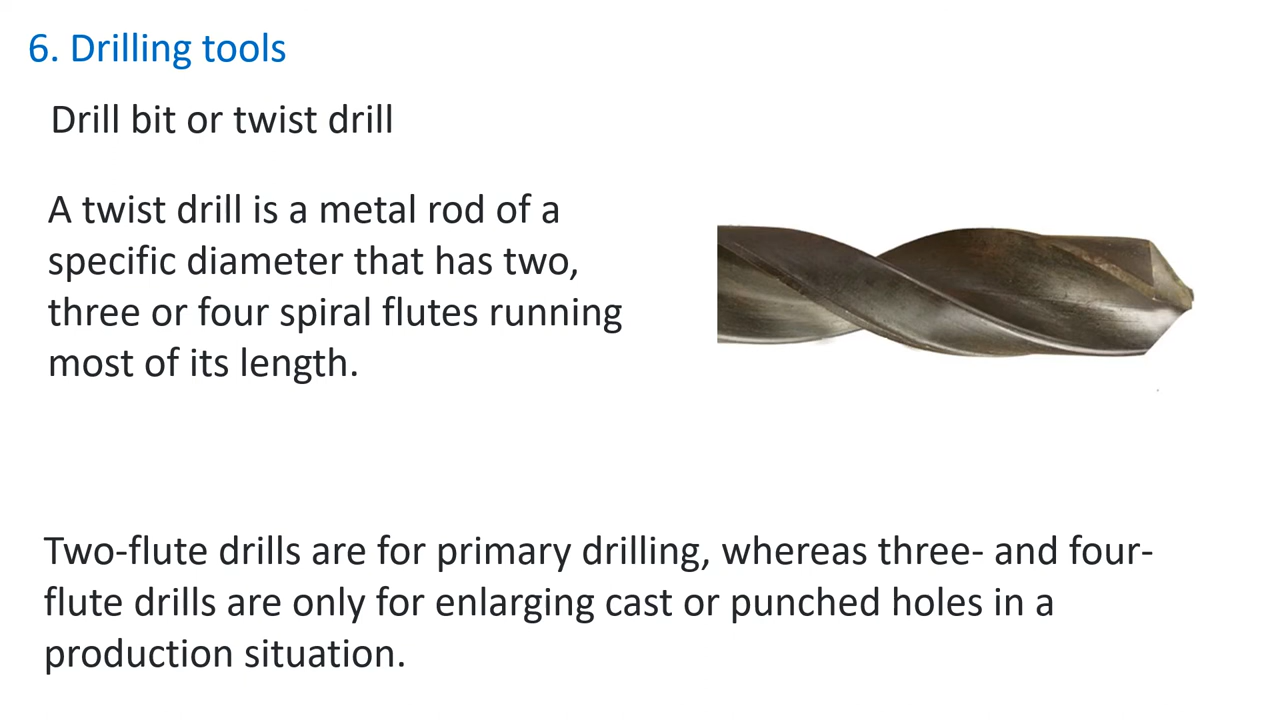 6. Drilling tools
Drill bit or twist drill
A twist drill is a metal rod of a
specific diameter that has two,
three or four spiral flutes running
most of its length.
Two-flute drills are for primary drilling, whereas three- and four-
flute drills are only for enlarging cast or punched holes in a
production situation.